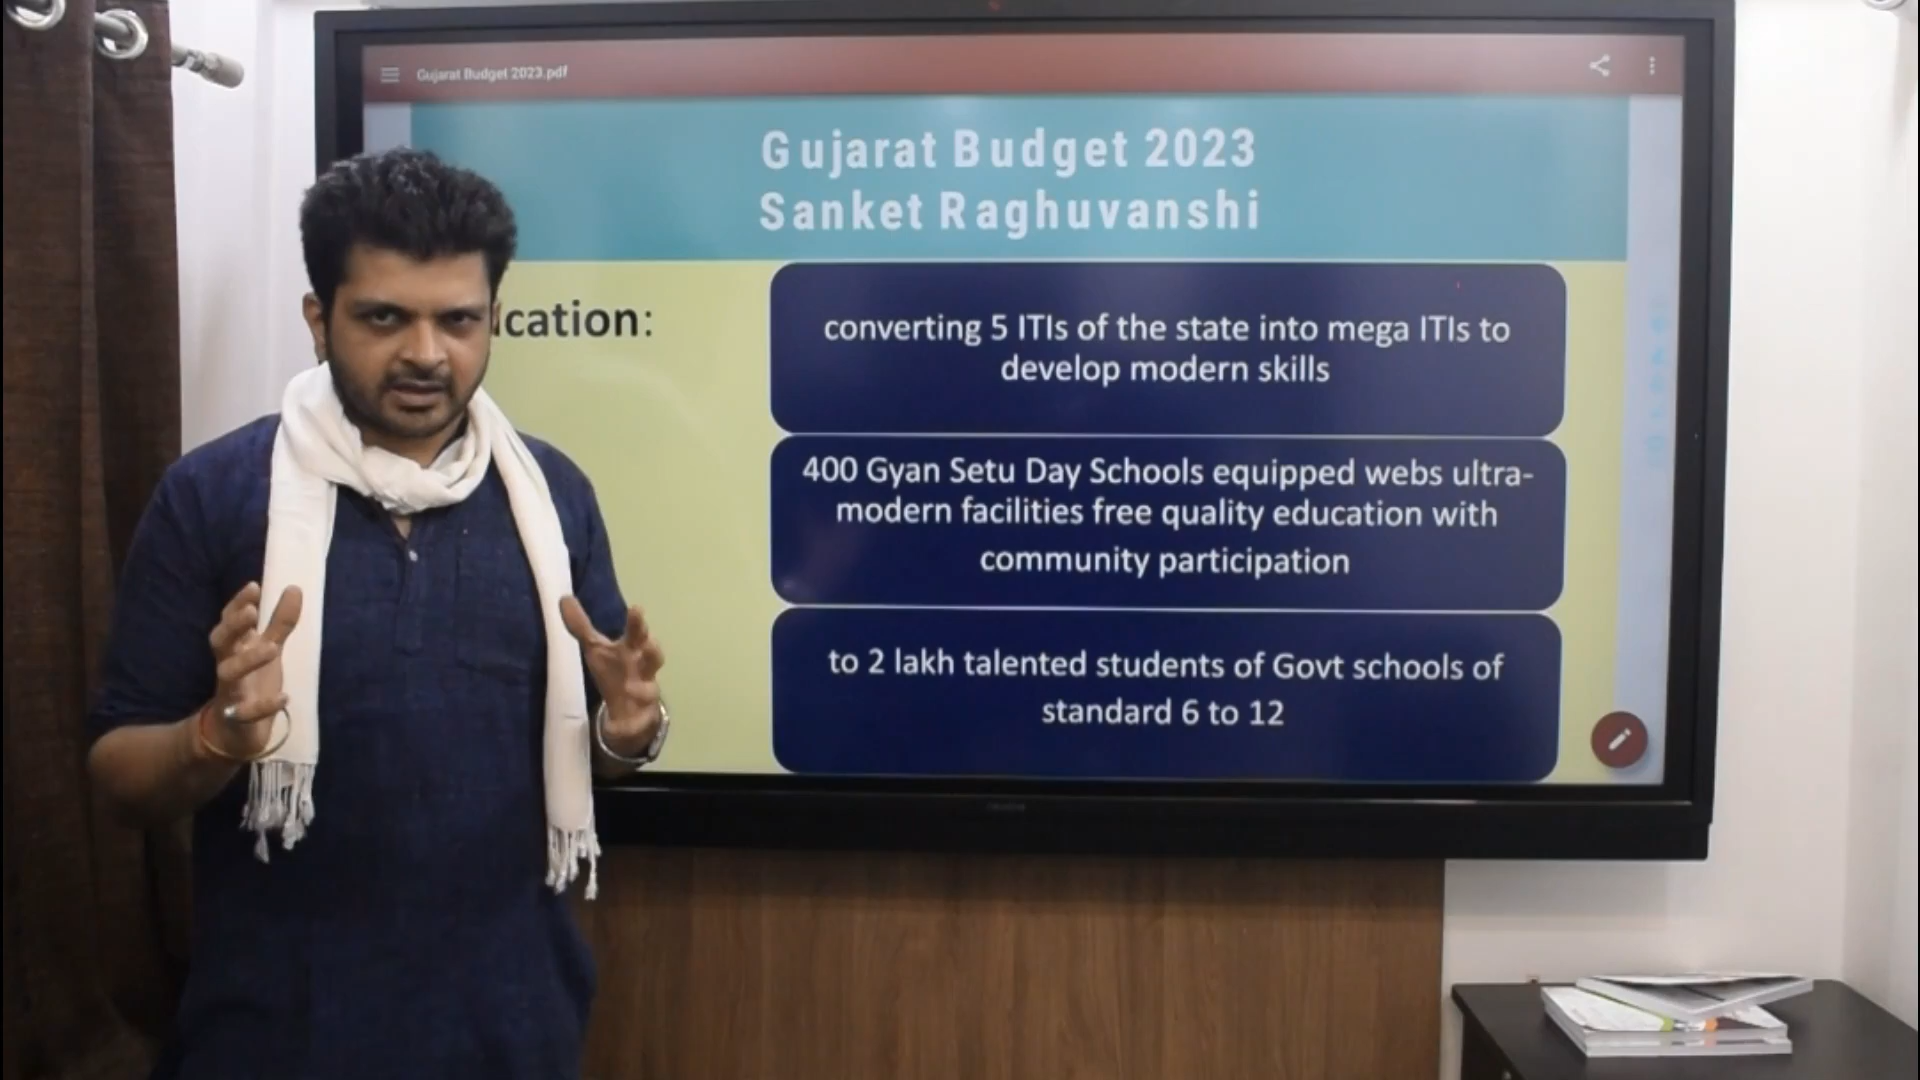 Gujarat Budget 2023.pdf
Gujarat Budget 2023
Sanket Raghuvanshi
ication:
converting 5 ITIs of the state into mega ITIs to
develop modern skills
400 Gyan Setu Day Schools equipped webs ultra-
modern facilities free quality education with
community participation
to 2 lakh talented students of Govt schools of
standard 6 to 12